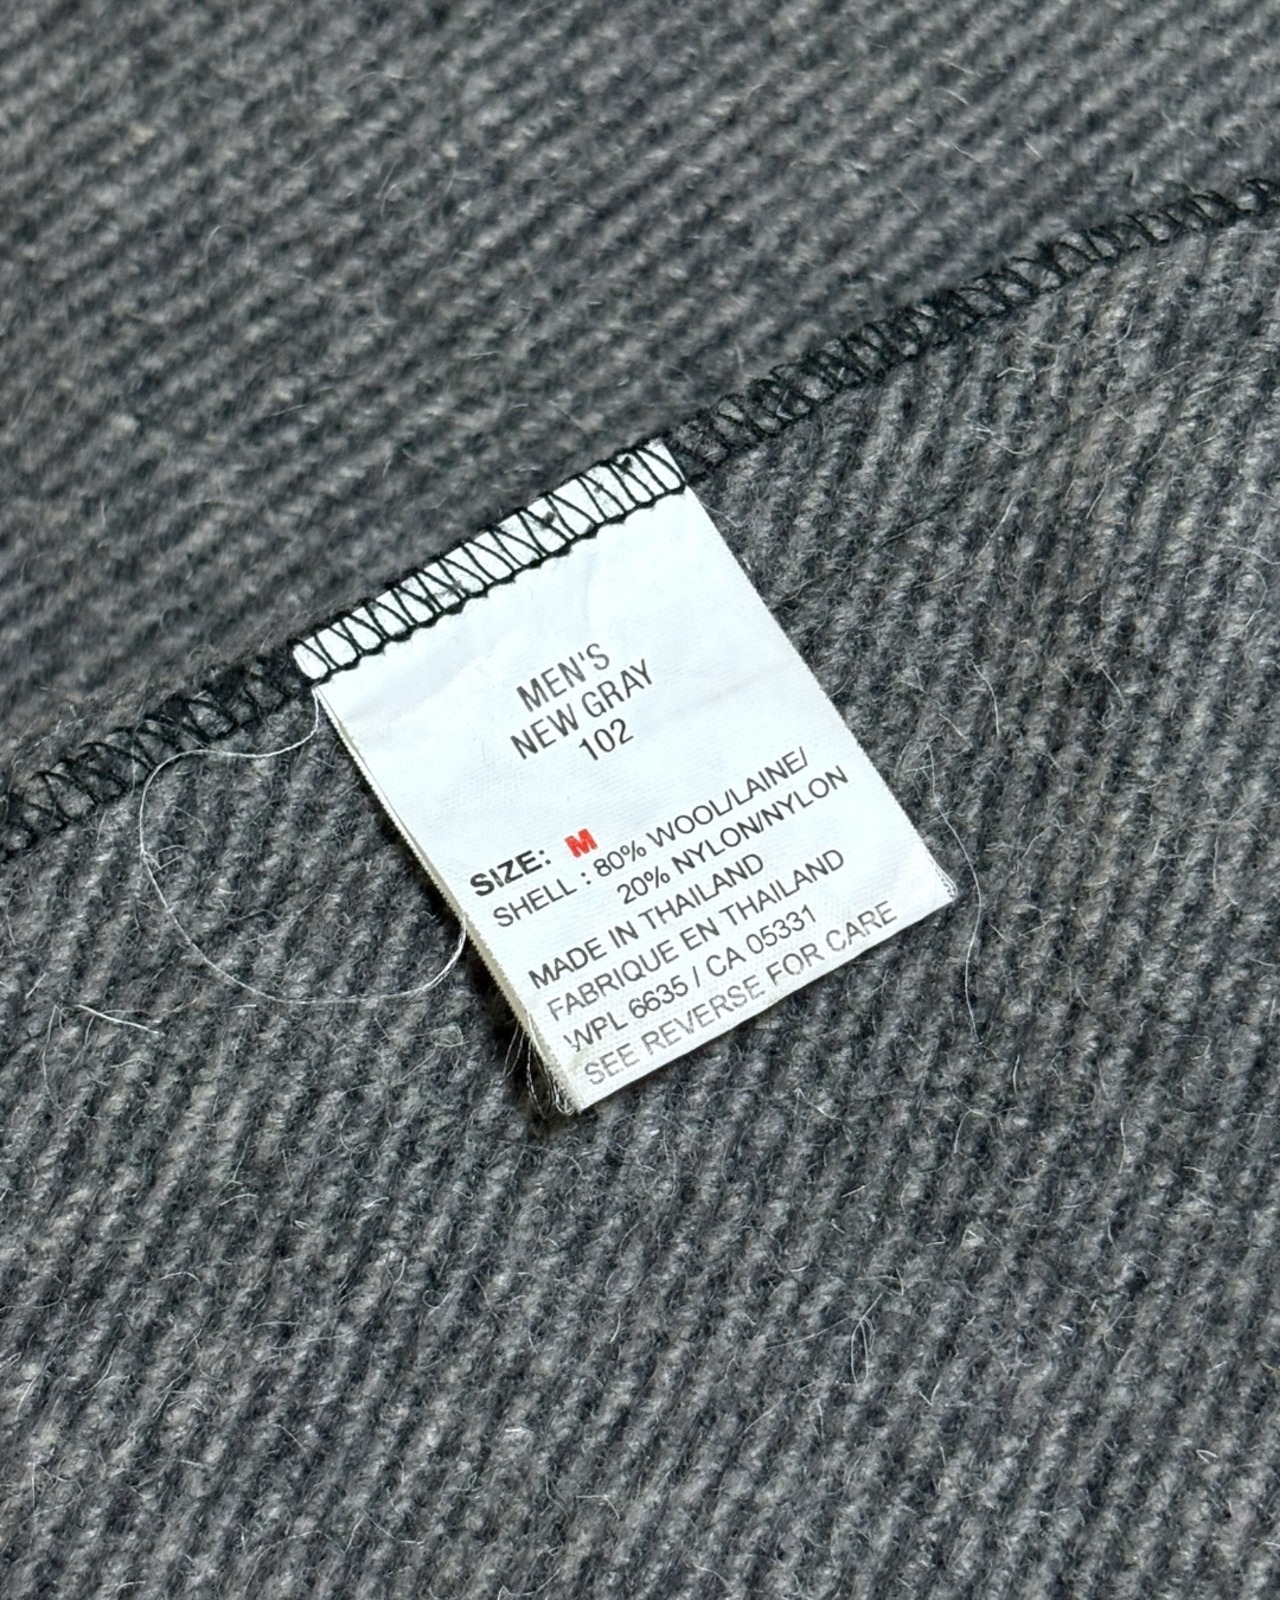 MEN'S
NEW GRAY
102
SIZE: M
SHELL : 80% WOOL/LAINE/
20% NYLON/NYLON
MADE IN THAILAND
FABRIQUE EN THAILAND
WPL 6635 / CA 05331
SEE REVERSE FOR CARE